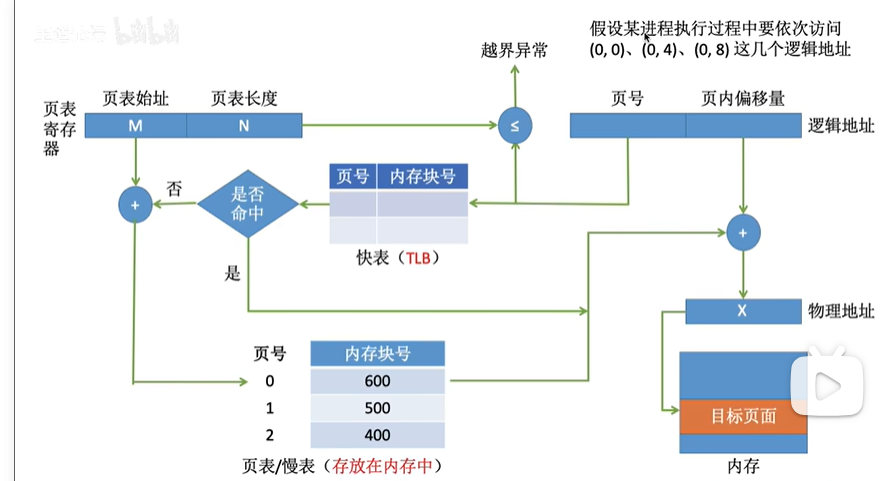 假设某进程执行过程中要依次访问
(0, 0)、(0, 4)、(0, 8) 这几个逻辑地址
越界异常
页表始址 页表长度
页号 页内偏移量
页表
寄存
器
M N
≤
逻辑地址
页号 内存块号
是否
命中
否
+
+
快表（TLB）
是
X
物理地址
页号 内存块号
0 600
1 500
2 400
目标页面
页表/慢表（存放在内存中）
内存
bilibili